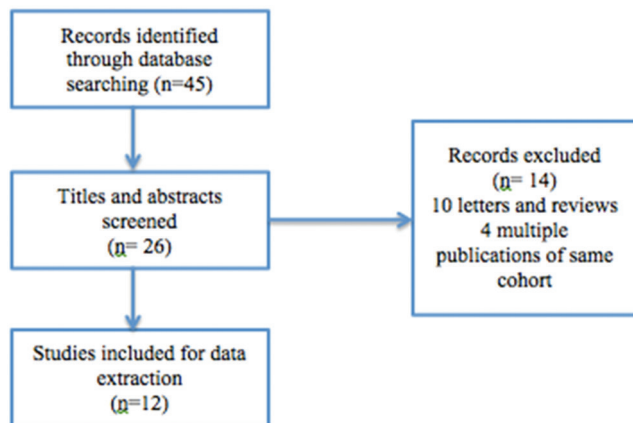 Records identified
through database
searching (n=45)
Titles and abstracts
screened
(n= 26)
Records excluded
(n= 14)
10 letters and reviews
4 multiple
publications of same
cohort
Studies included for data
extraction
(n=12)